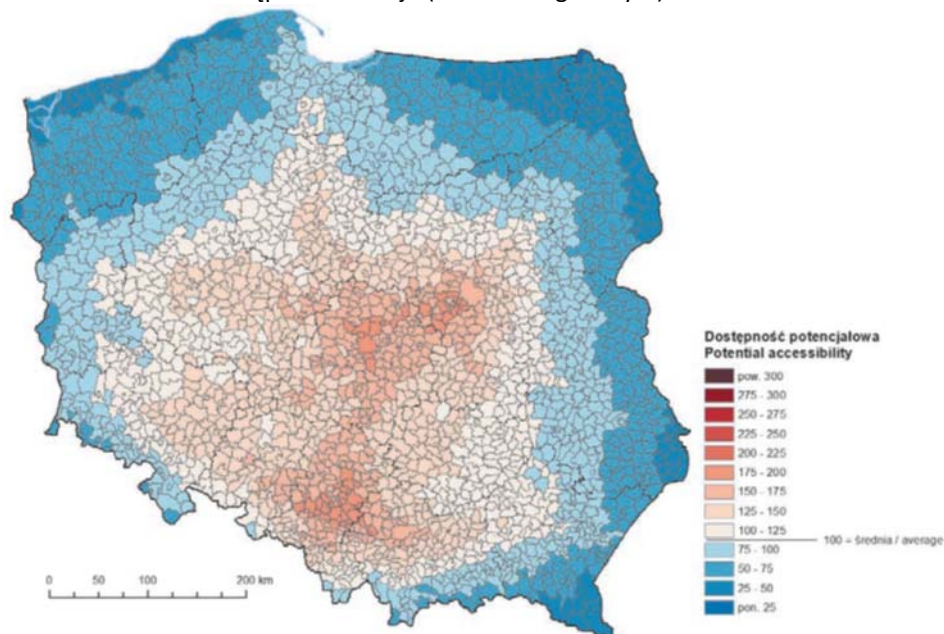 Dostępność potencjałowa
Potential accessibility
pow. 300
275 - 300
250 - 275
225 - 250
200 - 225
175 - 200
150 - 175
125 - 150
100 - 125
100 = średnia / average
75 - 100
50 - 75
25 - 50
pon. 25
0 50 100 200 km